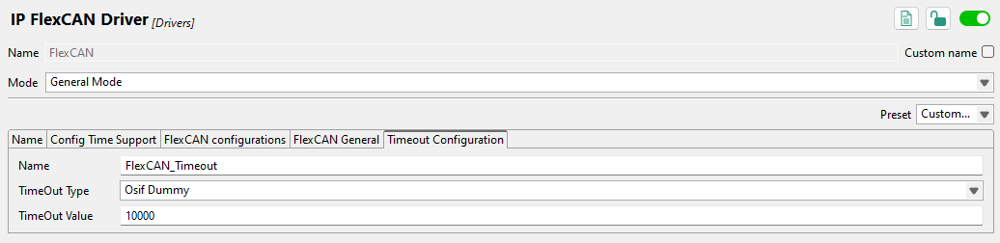 IP FlexCAN Driver [Drivers]
Name FlexCAN Custom name
Mode General Mode
Preset Custom...
Name Config Time Support FlexCAN configurations FlexCAN General Timeout Configuration
Name FlexCAN_Timeout
TimeOut Type Osif Dummy
TimeOut Value 10000